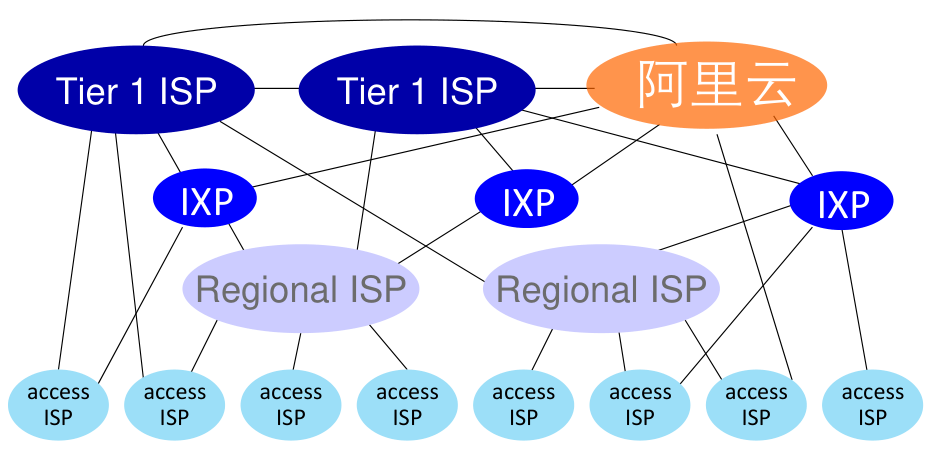 Tier 1 ISP
Tier 1 ISP
阿里云
IXP
IXP
IXP
Regional ISP
Regional ISP
access
ISP
access
ISP
access
ISP
access
ISP
access
ISP
access
ISP
access
ISP
access
ISP